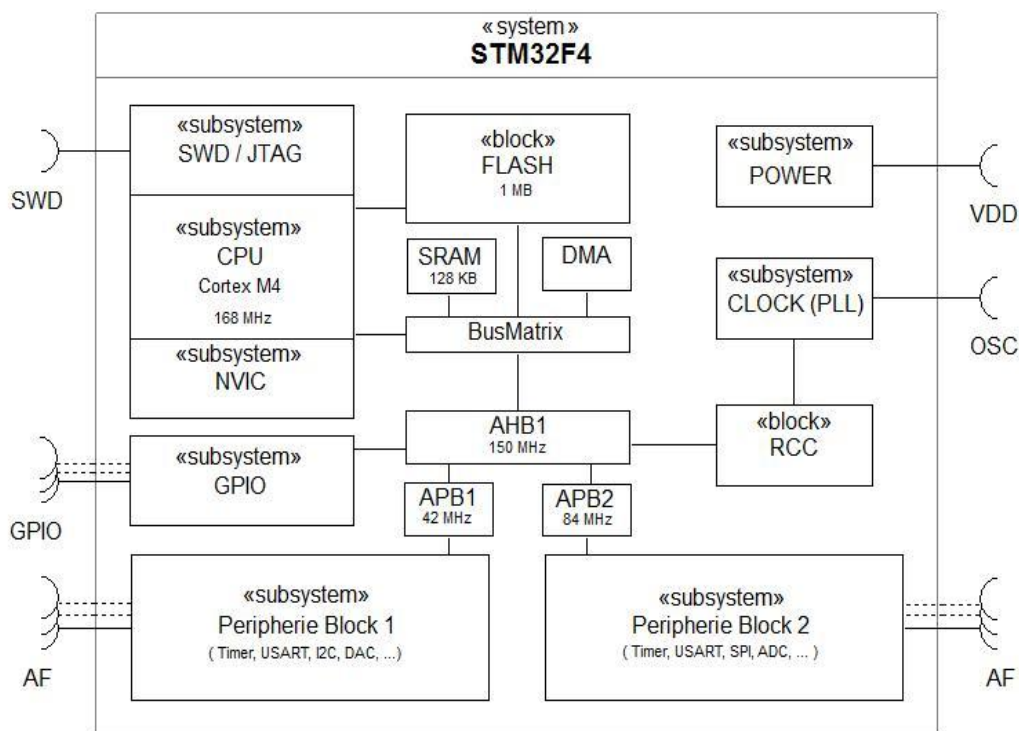 «system»
STM32F4
«subsystem»
SWD / JTAG
«subsystem»
CPU
Cortex M4
168 MHz
«subsystem»
NVIC
«block»
FLASH
1 MB
SRAM
128 KB
DMA
BusMatrix
«subsystem»
POWER
«subsystem»
CLOCK (PLL)
«block»
RCC
AHB1
150 MHz
«subsystem»
GPIO
APB1
42 MHz
APB2
84 MHz
«subsystem»
Peripherie Block 1
( Timer, USART, I2C, DAC, ...)
«subsystem»
Peripherie Block 2
( Timer, USART, SPI, ADC, ... )
SWD
GPIO
AF
VDD
OSC
AF